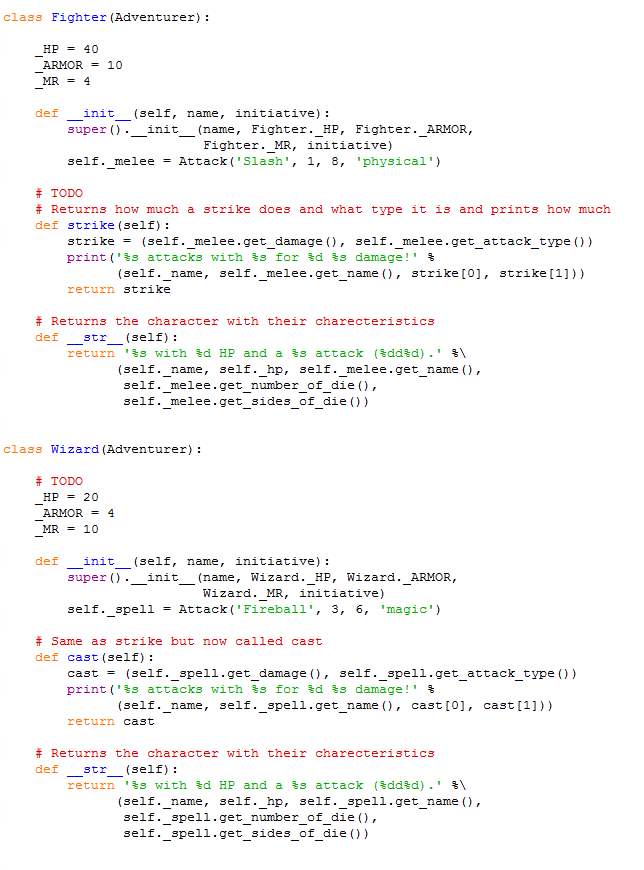 class Fighter(Adventurer):
    _HP = 40
    _ARMOR = 10
    _MR = 4
    def __init__(self, name, initiative):
        super().__init__(name, Fighter._HP, Fighter._ARMOR,
                         Fighter._MR, initiative)
        self._melee = Attack('Slash', 1, 8, 'physical')
    # TODO
    # Returns how much a strike does and what type it is and prints how much
    def strike(self):
        strike = (self._melee.get_damage(), self._melee.get_attack_type())
        print('%s attacks with %s for %d %s damage!' %
              (self._name, self._melee.get_name(), strike[0], strike[1]))
        return strike
    # Returns the character with their charecteristics
    def __str__(self):
        return '%s with %d HP and a %s attack (%dd%d).' %\
              (self._name, self._hp, self._melee.get_name(),
               self._melee.get_number_of_die(),
               self._melee.get_sides_of_die())
class Wizard(Adventurer):
    # TODO
    _HP = 20
    _ARMOR = 4
    _MR = 10
    def __init__(self, name, initiative):
        super().__init__(name, Wizard._HP, Wizard._ARMOR,
                         Wizard._MR, initiative)
        self._spell = Attack('Fireball', 3, 6, 'magic')
    # Same as strike but now called cast
    def cast(self):
        cast = (self._spell.get_damage(), self._spell.get_attack_type())
        print('%s attacks with %s for %d %s damage!' %
              (self._name, self._spell.get_name(), cast[0], cast[1]))
        return cast
    # Returns the character with their charecteristics
    def __str__(self):
        return '%s with %d HP and a %s attack (%dd%d).' %\
              (self._name, self._hp, self._spell.get_name(),
               self._spell.get_number_of_die(),
               self._spell.get_sides_of_die())